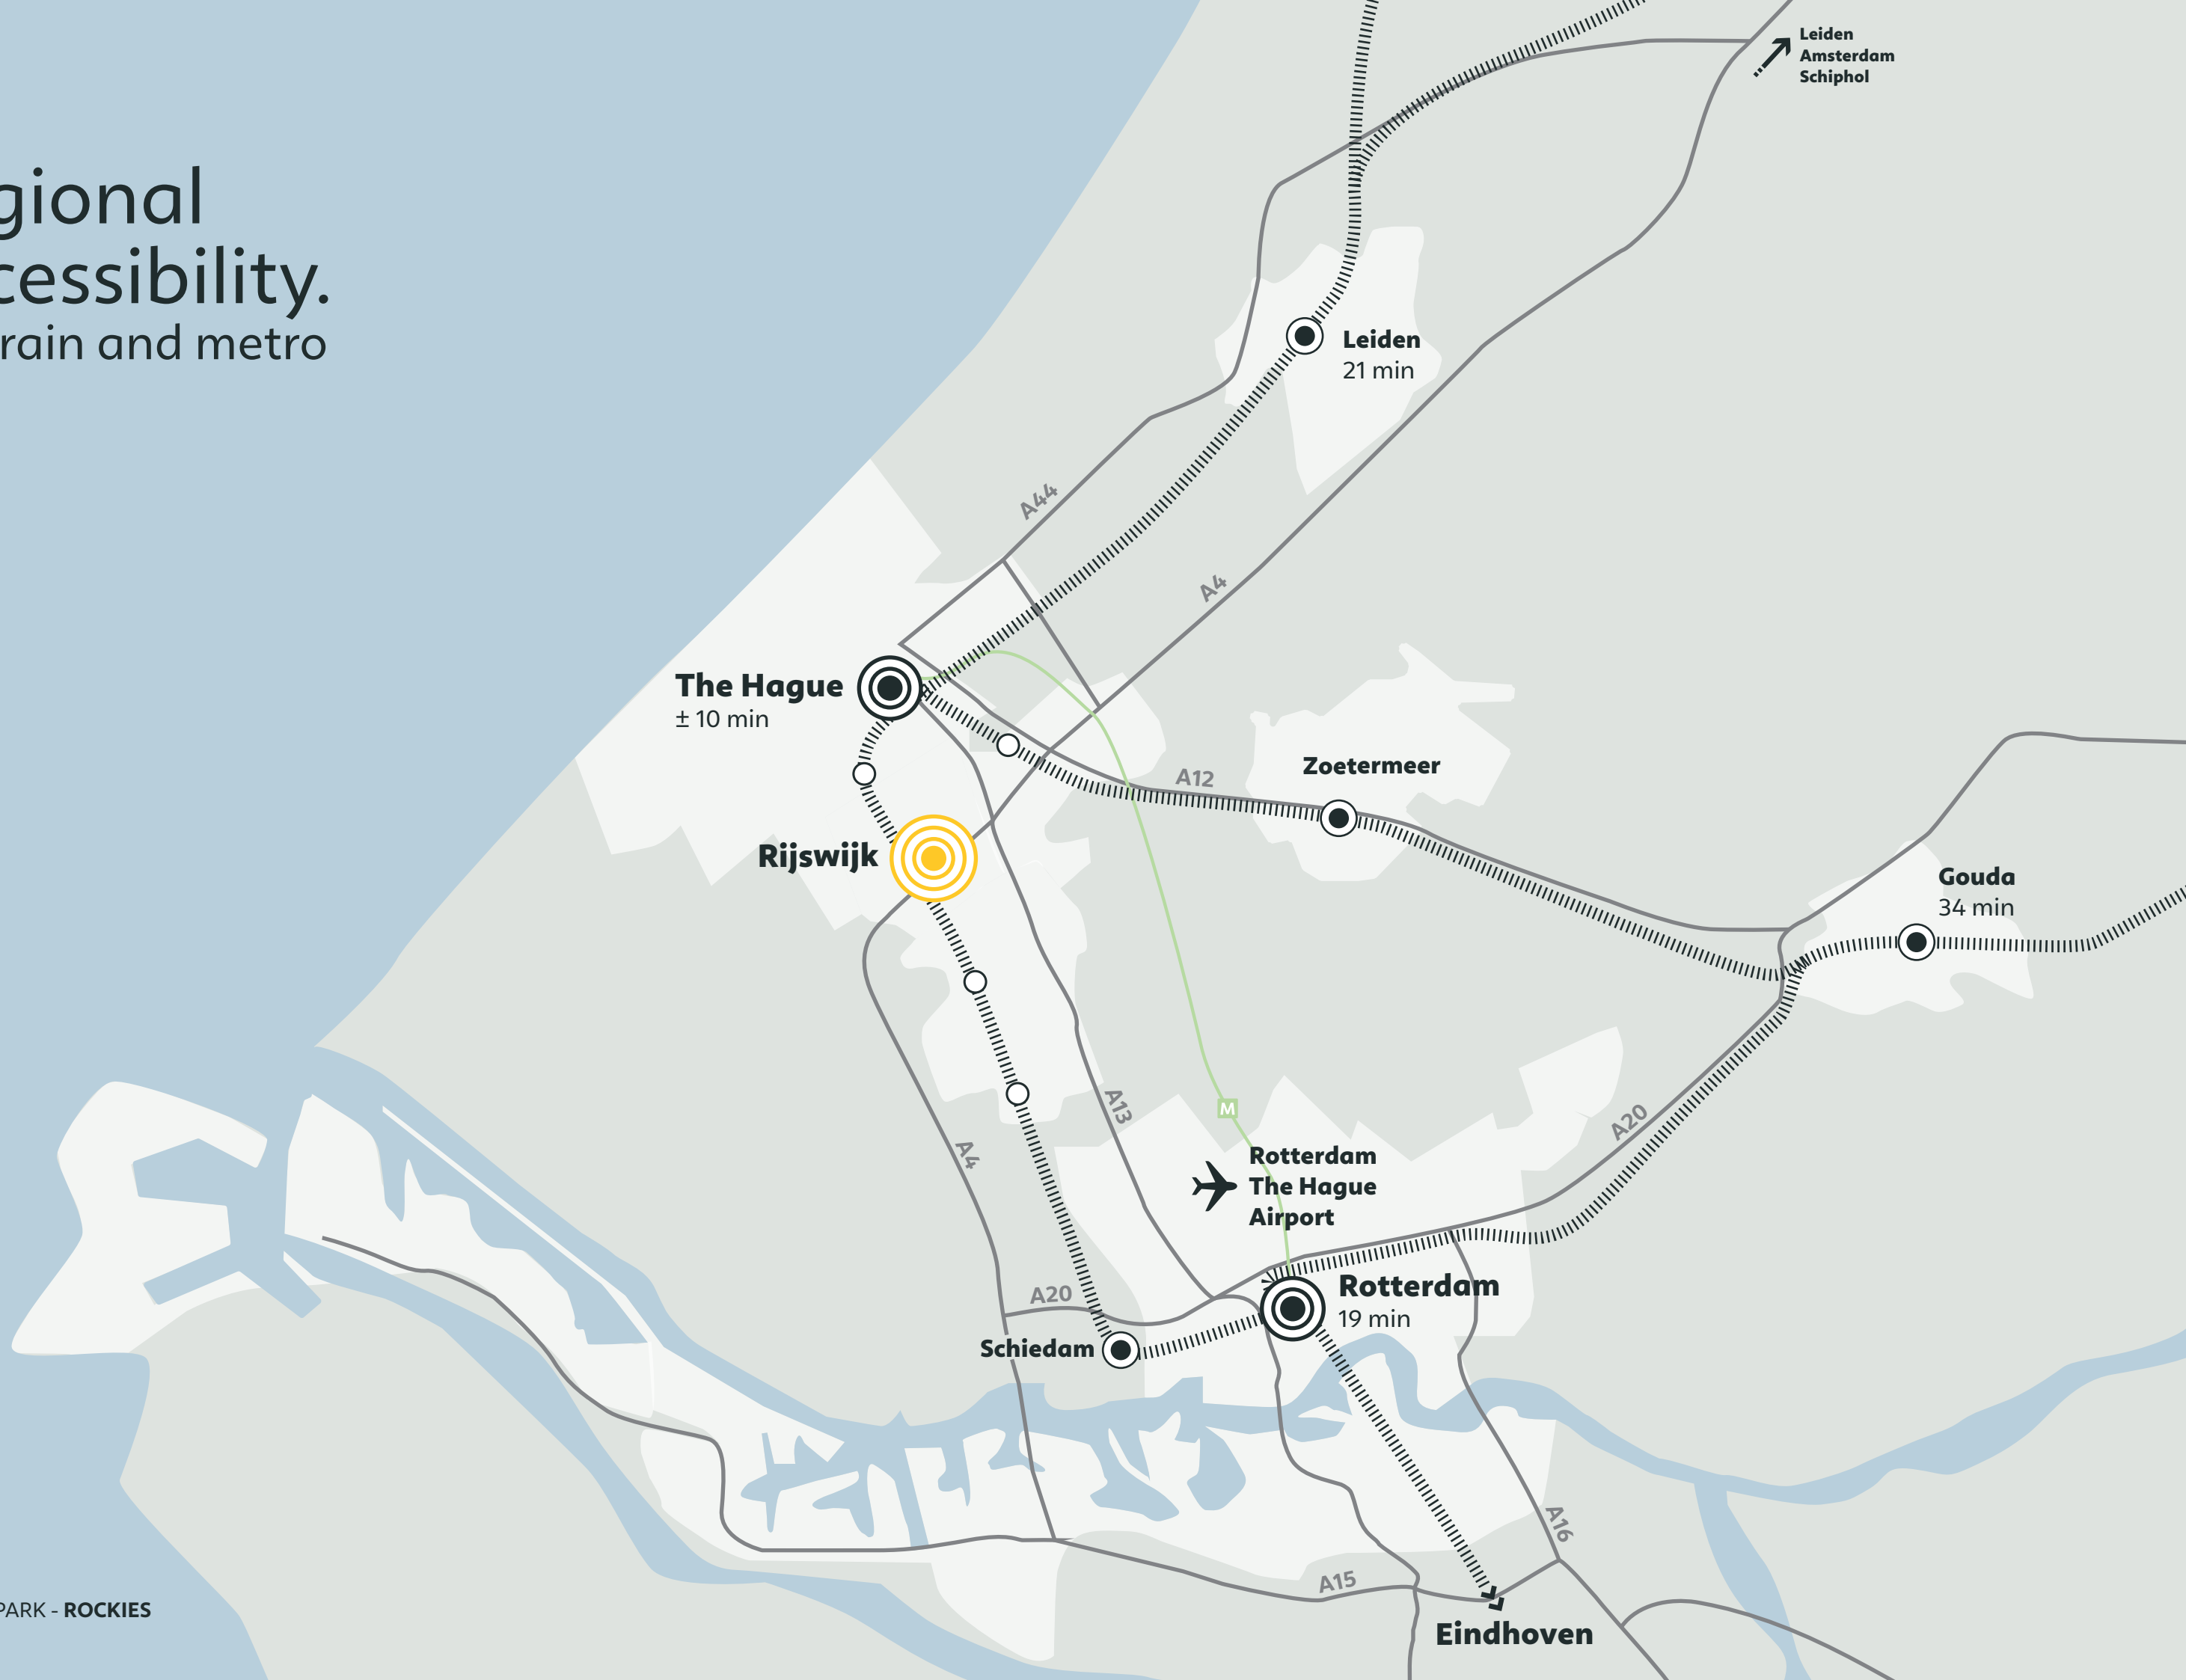 gional
cessibility.
rain and metro
Leiden
Amsterdam
Schiphol
Leiden
21 min
A44
A4
The Hague
± 10 min
Zoetermeer
A12
Rijswijk
Gouda
34 min
M
A13
A20
A4
Rotterdam
The Hague
Airport
A20
Rotterdam
19 min
Schiedam
A16
A15
PARK - ROCKIES
Eindhoven